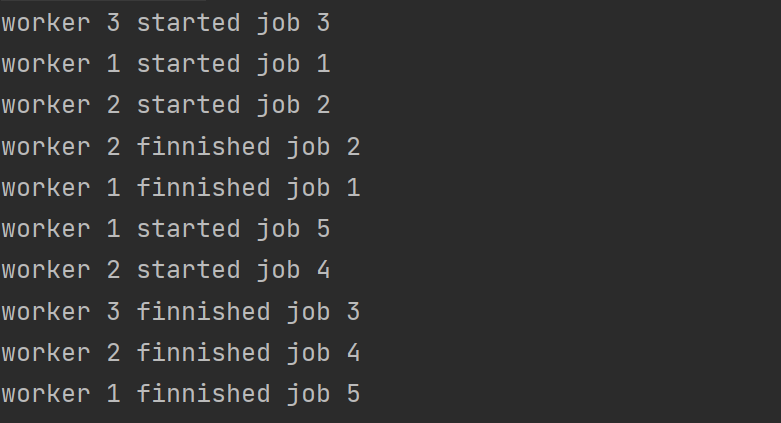 worker 3 started job 3
worker 1 started job 1
worker 2 started job 2
worker 2 finnished job 2
worker 1 finnished job 1
worker 1 started job 5
worker 2 started job 4
worker 3 finnished job 3
worker 2 finnished job 4
worker 1 finnished job 5